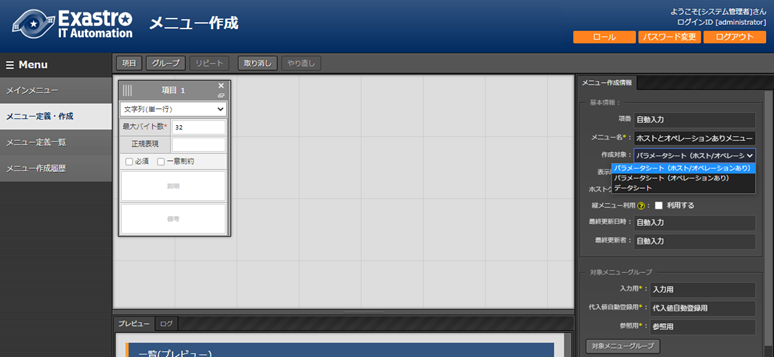 Exastro
IT Automation
メニュー作成
ようこそ[システム管理者]さん
ログインID [administrator]
ロール
パスワード変更
ログアウト
Menu
メインメニュー
メニュー定義・作成
メニュー定義一覧
メニュー作成履歴
項目
グループ
リピート
取り消し
やり直し
項目 1
文字列(単一行)
最大バイト数* 32
正規表現
必須
一意制約
説明
備考
プレビュー
ログ
一覧(プレビュー)
メニュー作成情報
基本情報:
項番 自動入力
メニュー名*: ホストとオペレーションありメニュー
作成対象: パラメータシート(ホスト/オペレーシ
パラメータシート(ホスト/オペレーションあり)
パラメータシート(オペレーションあり)
データシート
表示
ホストグ
縦メニュー利用 ?: 利用する
最終更新日時: 自動入力
最終更新者: 自動入力
対象メニューグループ
入力用*: 入力用
代入値自動登録用*: 代入値自動登録用
参照用*: 参照用
対象メニューグループ